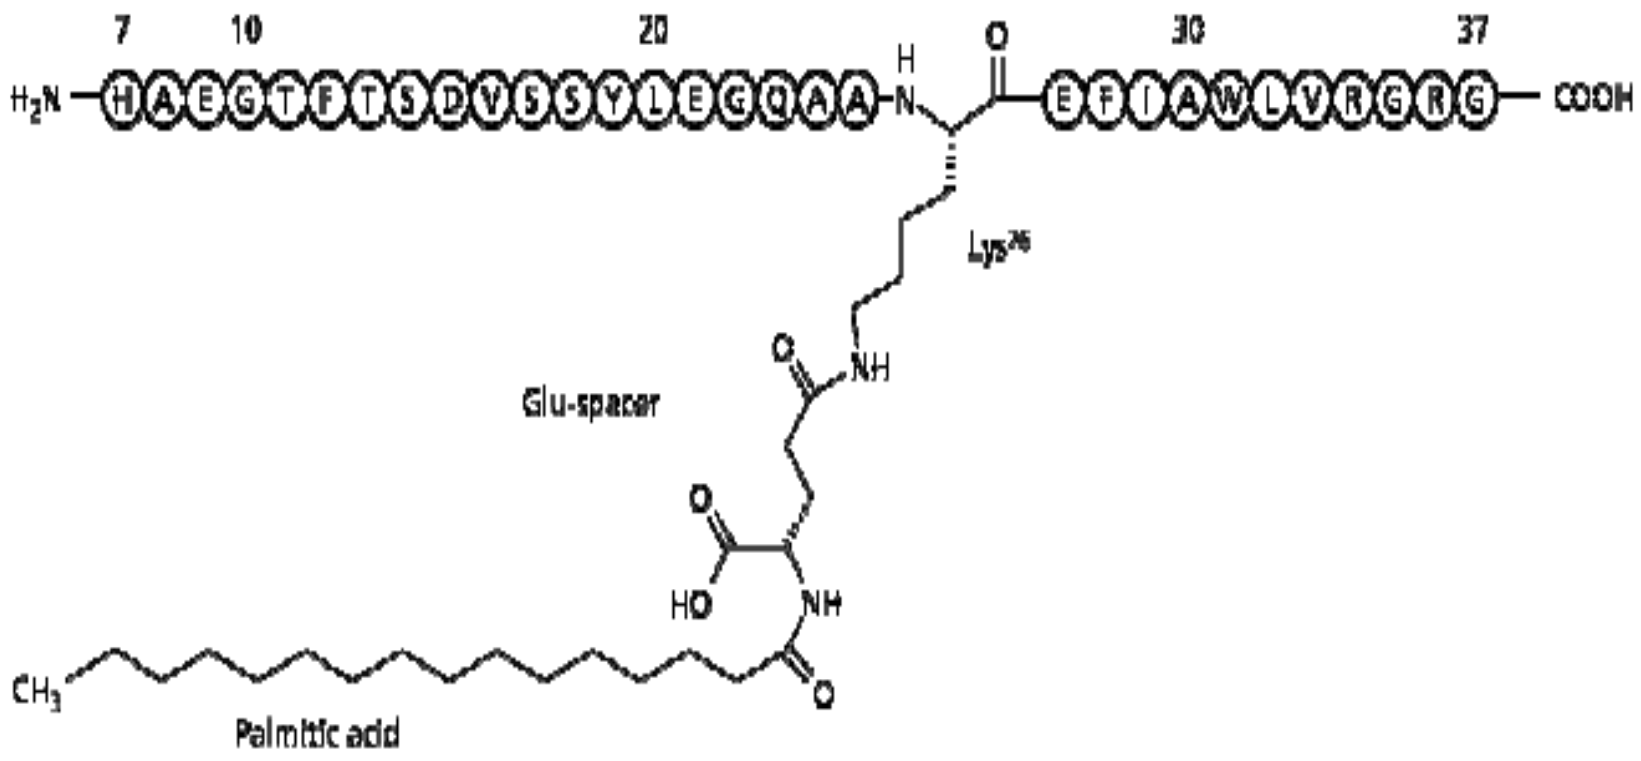 7 10 20 30 37
H₂N H A E G T F T S D V S S Y L E G Q A A N H O E F I A W L V R G R G COOH
Lys²⁶
O NH
Glu-spacer
O
HO NH
CH₃ O
Palmitic acid